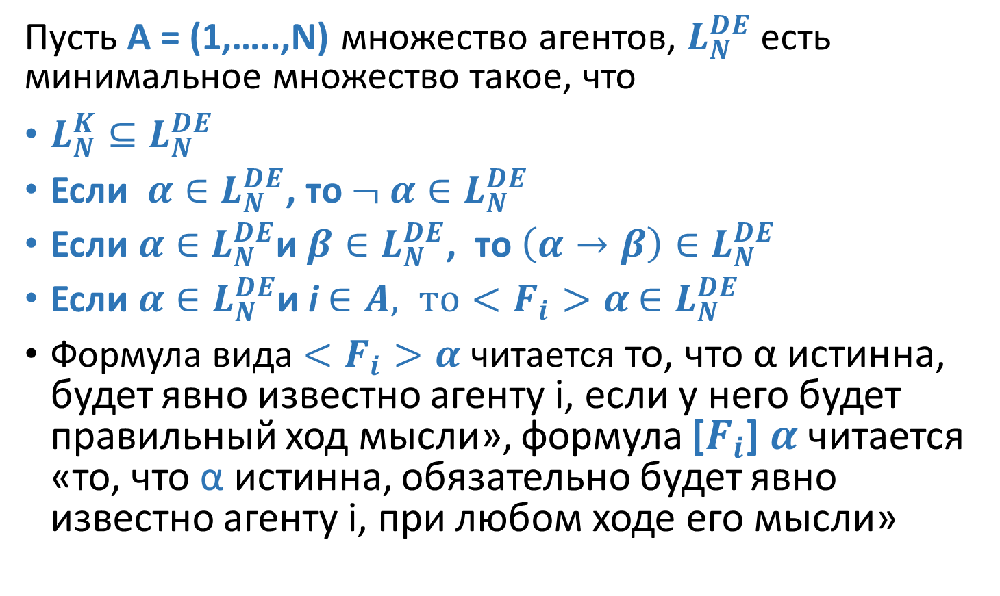 Пусть A = (1,…..,N) множество агентов, $L_N^{DE}$ есть
минимальное множество такое, что
• $L_N^K \subseteq L_N^{DE}$
• Если $\alpha \in L_N^{DE}$, то $\neg \alpha \in L_N^{DE}$
• Если $\alpha \in L_N^{DE}$ и $\beta \in L_N^{DE}$, то $(\alpha \to \beta) \in L_N^{DE}$
• Если $\alpha \in L_N^{DE}$ и i ∈ A, то $< F_i > \alpha \in L_N^{DE}$
• Формула вида $< F_i > \alpha$ читается то, что α истинна,
будет явно известно агенту i, если у него будет
правильный ход мысли», формула $[F_i] \alpha$ читается
«то, что α истинна, обязательно будет явно
известно агенту i, при любом ходе его мысли»